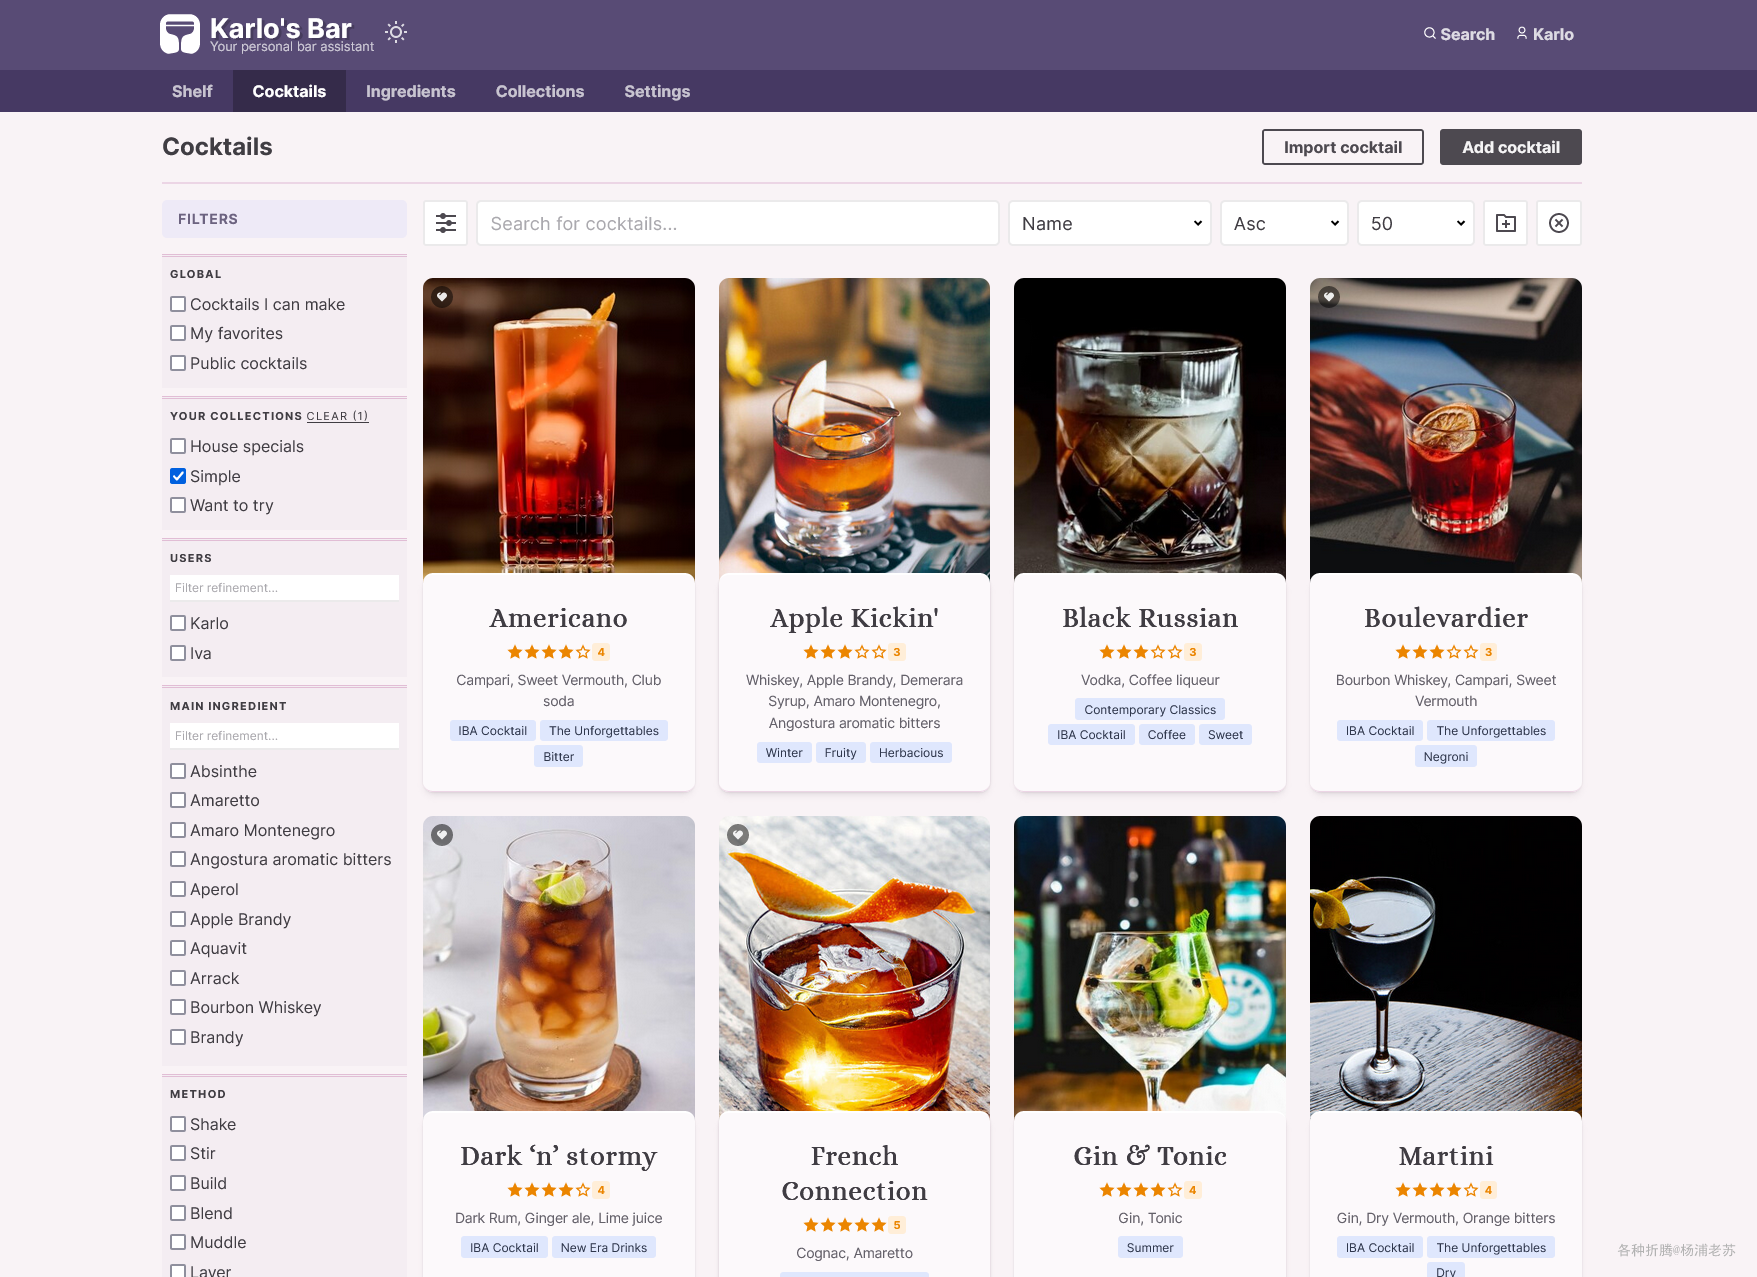 Karlo's Bar
Your personal bar assistant
Search
Karlo
Shelf
Cocktails
Ingredients
Collections
Settings
Cocktails
Import cocktail
Add cocktail
FILTERS
Search for cocktails...
Name
Asc
50
GLOBAL
Cocktails I can make
My favorites
Public cocktails
YOUR COLLECTIONS CLEAR (1)
House specials
Simple
Want to try
USERS
Filter refinement...
Karlo
Iva
MAIN INGREDIENT
Filter refinement...
Absinthe
Amaretto
Amaro Montenegro
Angostura aromatic bitters
Aperol
Apple Brandy
Aquavit
Arrack
Bourbon Whiskey
Brandy
METHOD
Shake
Stir
Build
Blend
Muddle
Layer
Americano
4
Campari, Sweet Vermouth, Club
soda
IBA Cocktail
The Unforgettables
Bitter
Apple Kickin'
3
Whiskey, Apple Brandy, Demerara
Syrup, Amaro Montenegro,
Angostura aromatic bitters
Winter
Fruity
Herbacious
Black Russian
3
Vodka, Coffee liqueur
Contemporary Classics
IBA Cocktail
Coffee
Sweet
Boulevardier
3
Bourbon Whiskey, Campari, Sweet
Vermouth
IBA Cocktail
The Unforgettables
Negroni
Dark ‘n’ stormy
4
Dark Rum, Ginger ale, Lime juice
IBA Cocktail
New Era Drinks
French
Connection
5
Cognac, Amaretto
Gin & Tonic
4
Gin, Tonic
Summer
Martini
4
Gin, Dry Vermouth, Orange bitters
IBA Cocktail
The Unforgettables
Dry
各种折腾@杨浦老苏